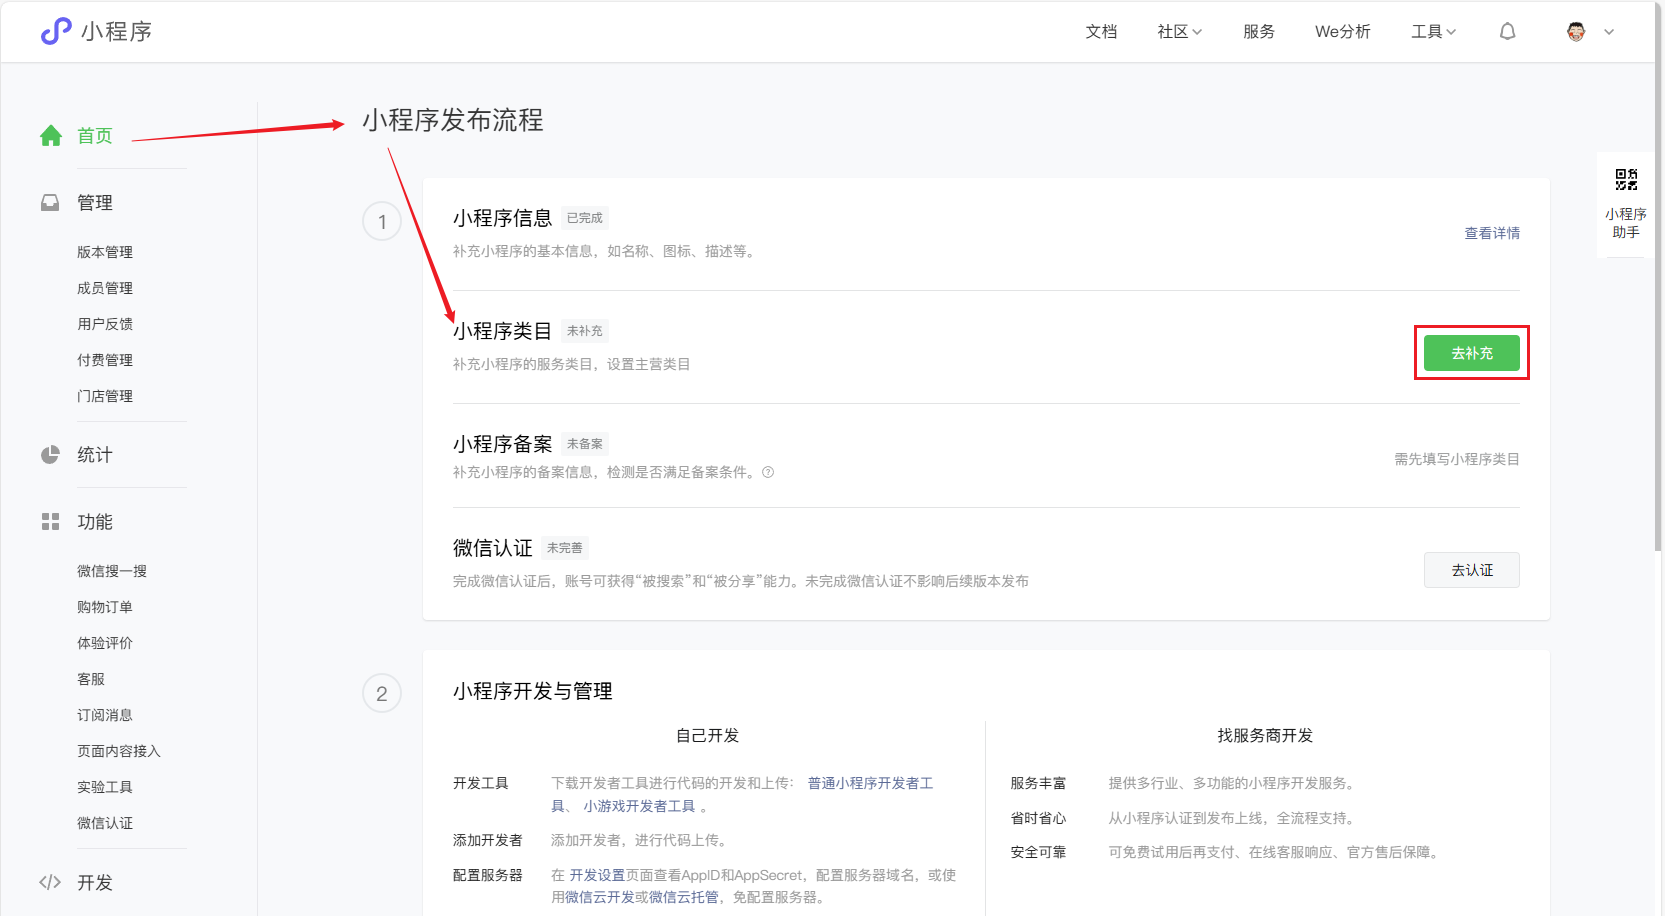 小程序
文档
社区
服务
We分析
工具
首页
管理
版本管理
成员管理
用户反馈
付费管理
门店管理
统计
功能
微信搜一搜
购物订单
体验评价
客服
订阅消息
页面内容接入
实验工具
微信认证
开发
小程序发布流程
1
小程序信息 已完成
补充小程序的基本信息，如名称、图标、描述等。
查看详情
小程序类目 未补充
补充小程序的服务类目，设置主营类目
去补充
小程序备案 未备案
补充小程序的备案信息，检测是否满足备案条件。
需先填写小程序类目
微信认证 未完善
完成微信认证后，账号可获得“被搜索”和“被分享”能力。未完成微信认证不影响后续版本发布
去认证
2
小程序开发与管理
自己开发
开发工具 下载开发者工具进行代码的开发和上传： 普通小程序开发者工
具、 小游戏开发者工具 。
添加开发者 添加开发者，进行代码上传。
配置服务器 在 开发设置页面查看AppID和AppSecret，配置服务器域名，或使
用微信云开发或微信云托管，免配置服务器。
找服务商开发
服务丰富 提供多行业、多功能的小程序开发服务。
省时省心 从小程序认证到发布上线，全流程支持。
安全可靠 可免费试用后再支付、在线客服响应、官方售后保障。
小程序
助手